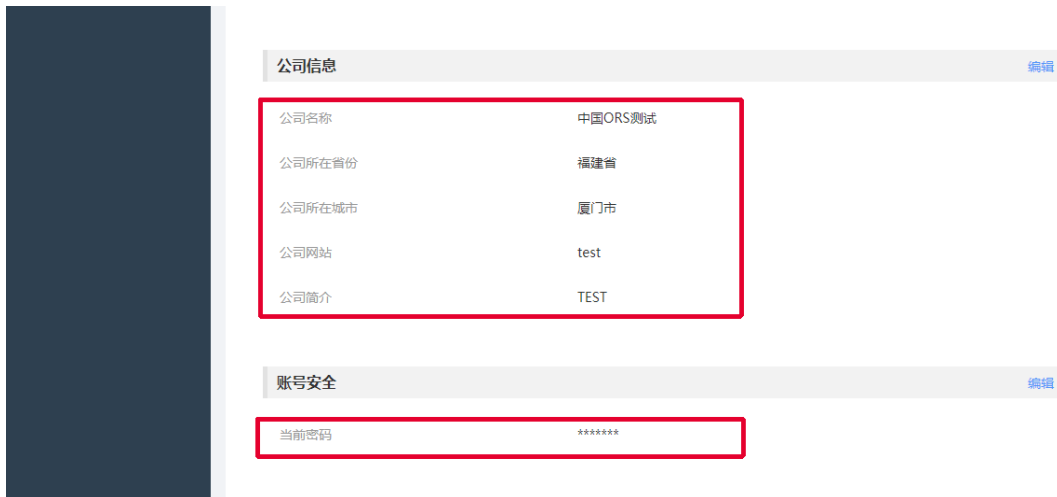 公司信息 编辑
公司名称 中国ORS测试
公司所在省份 福建省
公司所在城市 厦门市
公司网站 test
公司简介 TEST
账号安全 编辑
当前密码 *******